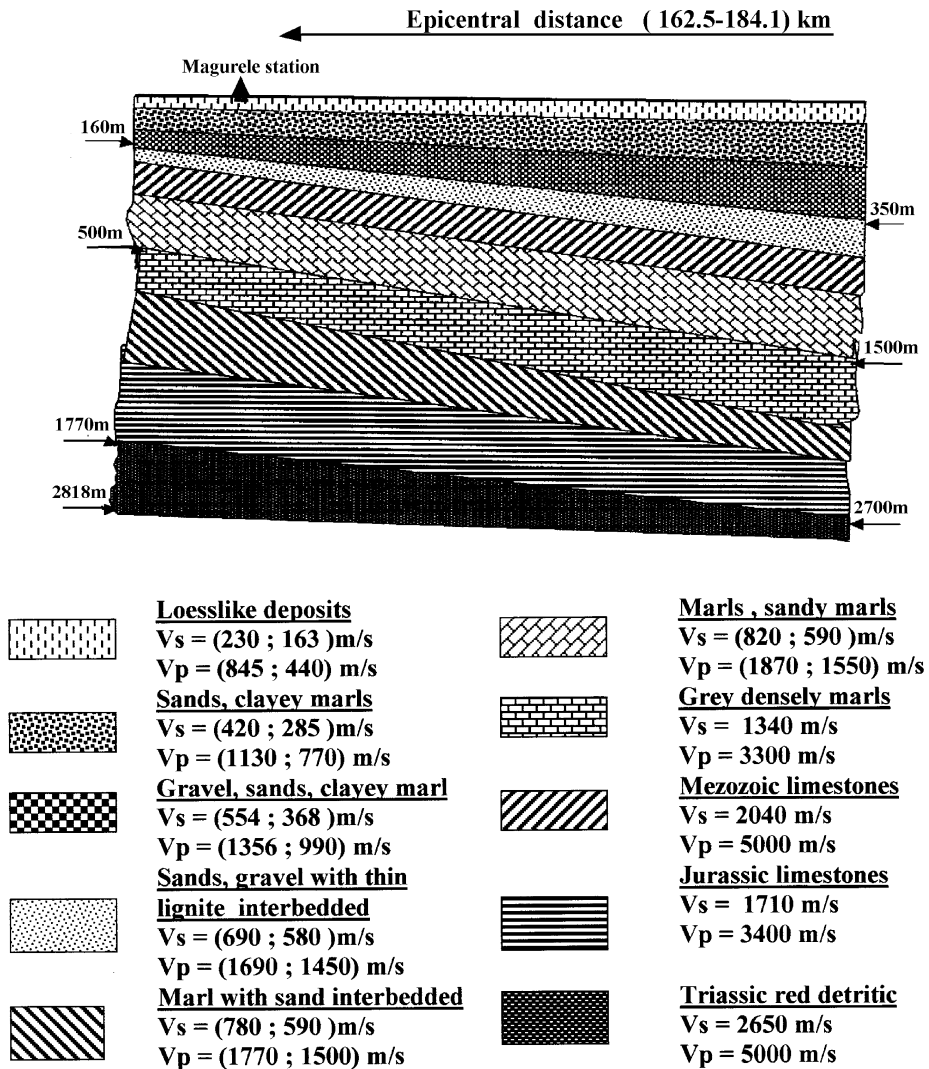 Epicentral distance ( 162.5-184.1) km
Magurele station
160m
350m
500m
1500m
1770m
2818m
2700m
Loesslike deposits
Vs = (230 ; 163 )m/s
Vp = (845 ; 440) m/s
Sands, clayey marls
Vs = (420 ; 285 )m/s
Vp = (1130 ; 770) m/s
Gravel, sands, clayey marl
Vs = (554 ; 368 )m/s
Vp = (1356 ; 990) m/s
Sands, gravel with thin
lignite interbedded
Vs = (690 ; 580 )m/s
Vp = (1690 ; 1450) m/s
Marl with sand interbedded
Vs = (780 ; 590 )m/s
Vp = (1770 ; 1500) m/s
Marls , sandy marls
Vs = (820 ; 590 )m/s
Vp = (1870 ; 1550) m/s
Grey densely marls
Vs = 1340 m/s
Vp = 3300 m/s
Mezozoic limestones
Vs = 2040 m/s
Vp = 5000 m/s
Jurassic limestones
Vs = 1710 m/s
Vp = 3400 m/s
Triassic red detritic
Vs = 2650 m/s
Vp = 5000 m/s